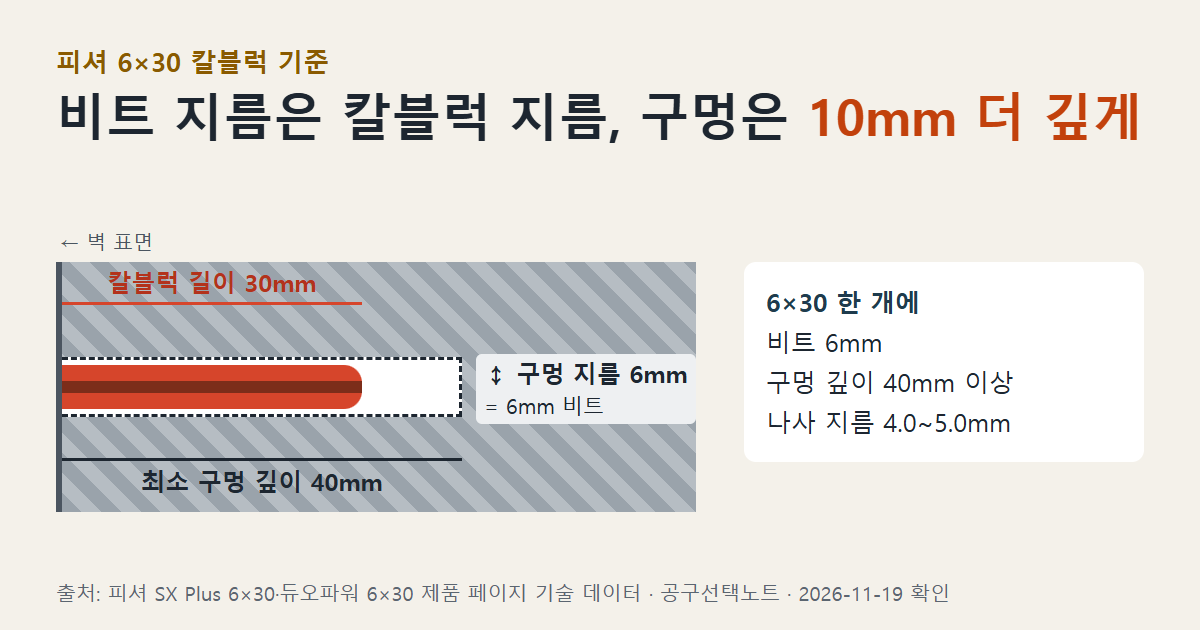 피셔 6×30 칼블럭 기준
비트 지름은 칼블럭 지름, 구멍은 10mm 더 깊게
← 벽 표면
칼블럭 길이 30mm
↕ 구멍 지름 6mm
= 6mm 비트
최소 구멍 깊이 40mm
6×30 한 개에
비트 6mm
구멍 깊이 40mm 이상
나사 지름 4.0~5.0mm
출처: 피셔 SX Plus 6×30·듀오파워 6×30 제품 페이지 기술 데이터 · 공구선택노트 · 2026-11-19 확인